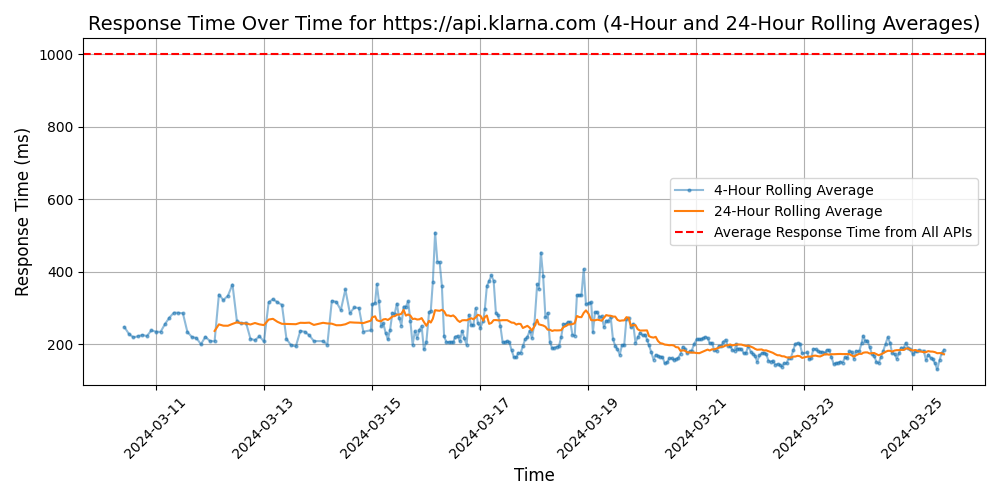 Response Time Over Time for https://api.klarna.com (4-Hour and 24-Hour Rolling Averages)
Response Time (ms)
1000
800
600
400
200
4-Hour Rolling Average
24-Hour Rolling Average
Average Response Time from All APIs
2024-03-11
2024-03-13
2024-03-15
2024-03-17
2024-03-19
2024-03-21
2024-03-23
2024-03-25
Time